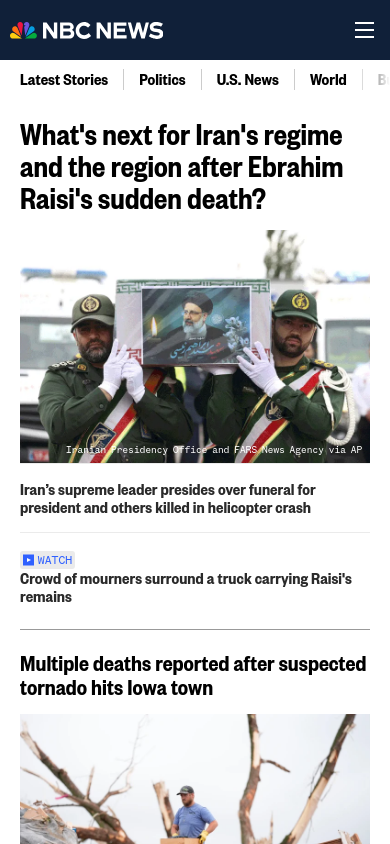 NBC NEWS
Latest Stories
Politics
U.S. News
World
What's next for Iran's regime
and the region after Ebrahim
Raisi's sudden death?
Iranian Presidency Office and FARS News Agency via AP
Iran’s supreme leader presides over funeral for
president and others killed in helicopter crash
WATCH
Crowd of mourners surround a truck carrying Raisi's
remains
Multiple deaths reported after suspected
tornado hits Iowa town